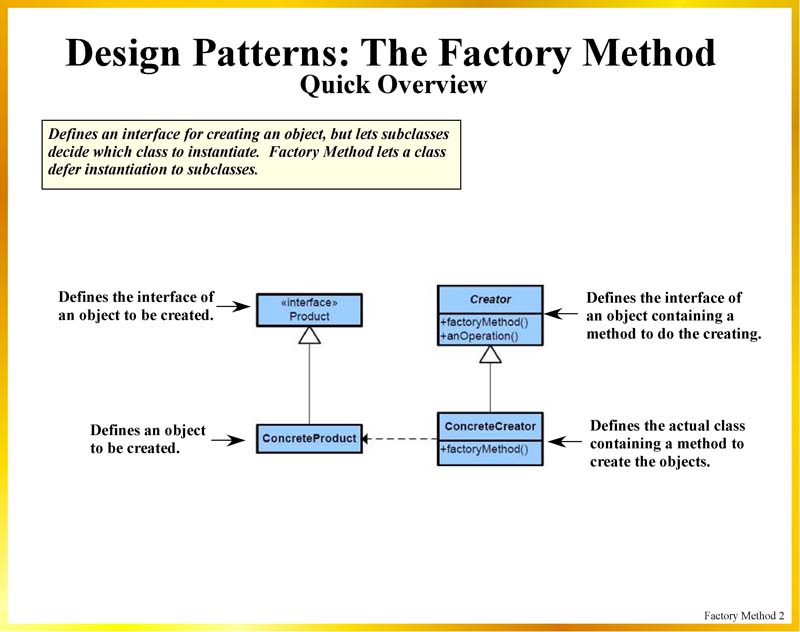 Design Patterns: The Factory Method
Quick Overview
Defines an interface for creating an object, but lets subclasses
decide which class to instantiate. Factory Method lets a class
defer instantiation to subclasses.
Defines the interface of
an object to be created.
«interface»
Product
Creator
+factoryMethod()
+anOperation()
Defines the interface of
an object containing a
method to do the creating.
Defines an object
to be created.
ConcreteProduct
ConcreteCreator
+factoryMethod()
Defines the actual class
containing a method to
create the objects.
Factory Method 2